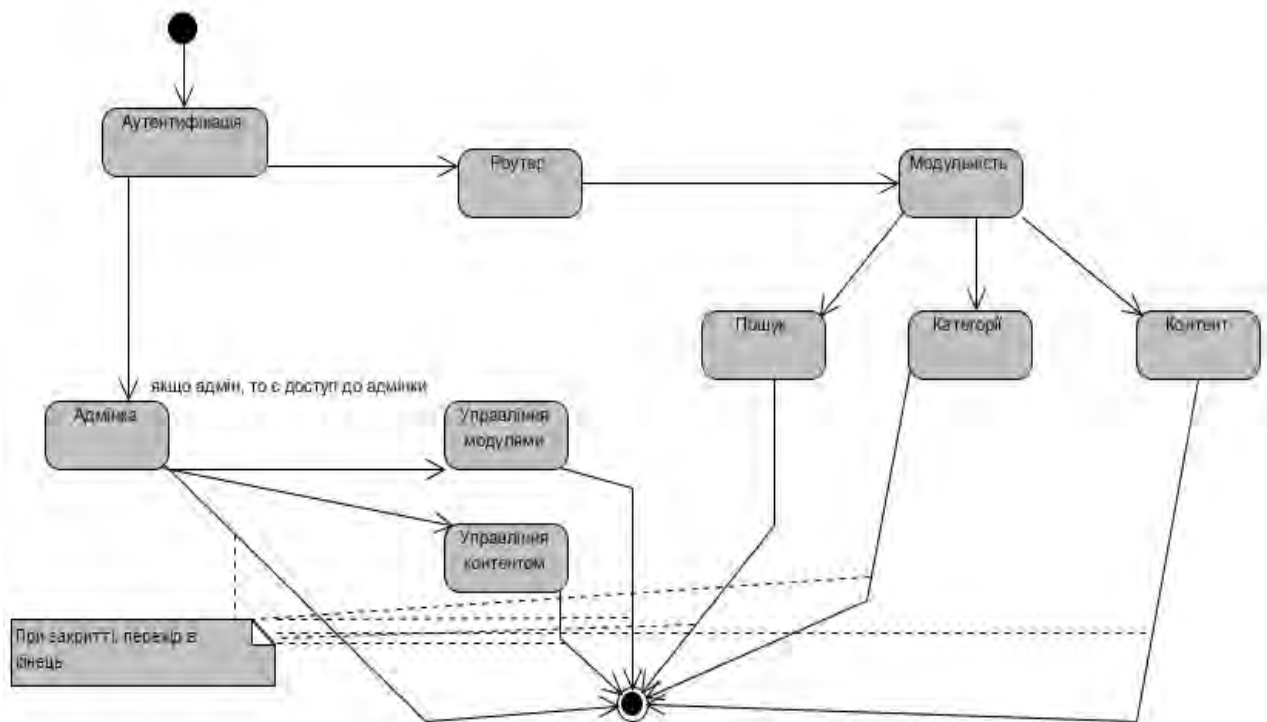 Аутентифікація
Роутер
Модульність
Пошук
Категорії
Контент
якщо адмін, то є доступ до адмінки
Адмінка
Управління
модулями
Управління
контентом
При закритті, перехір в
кінець